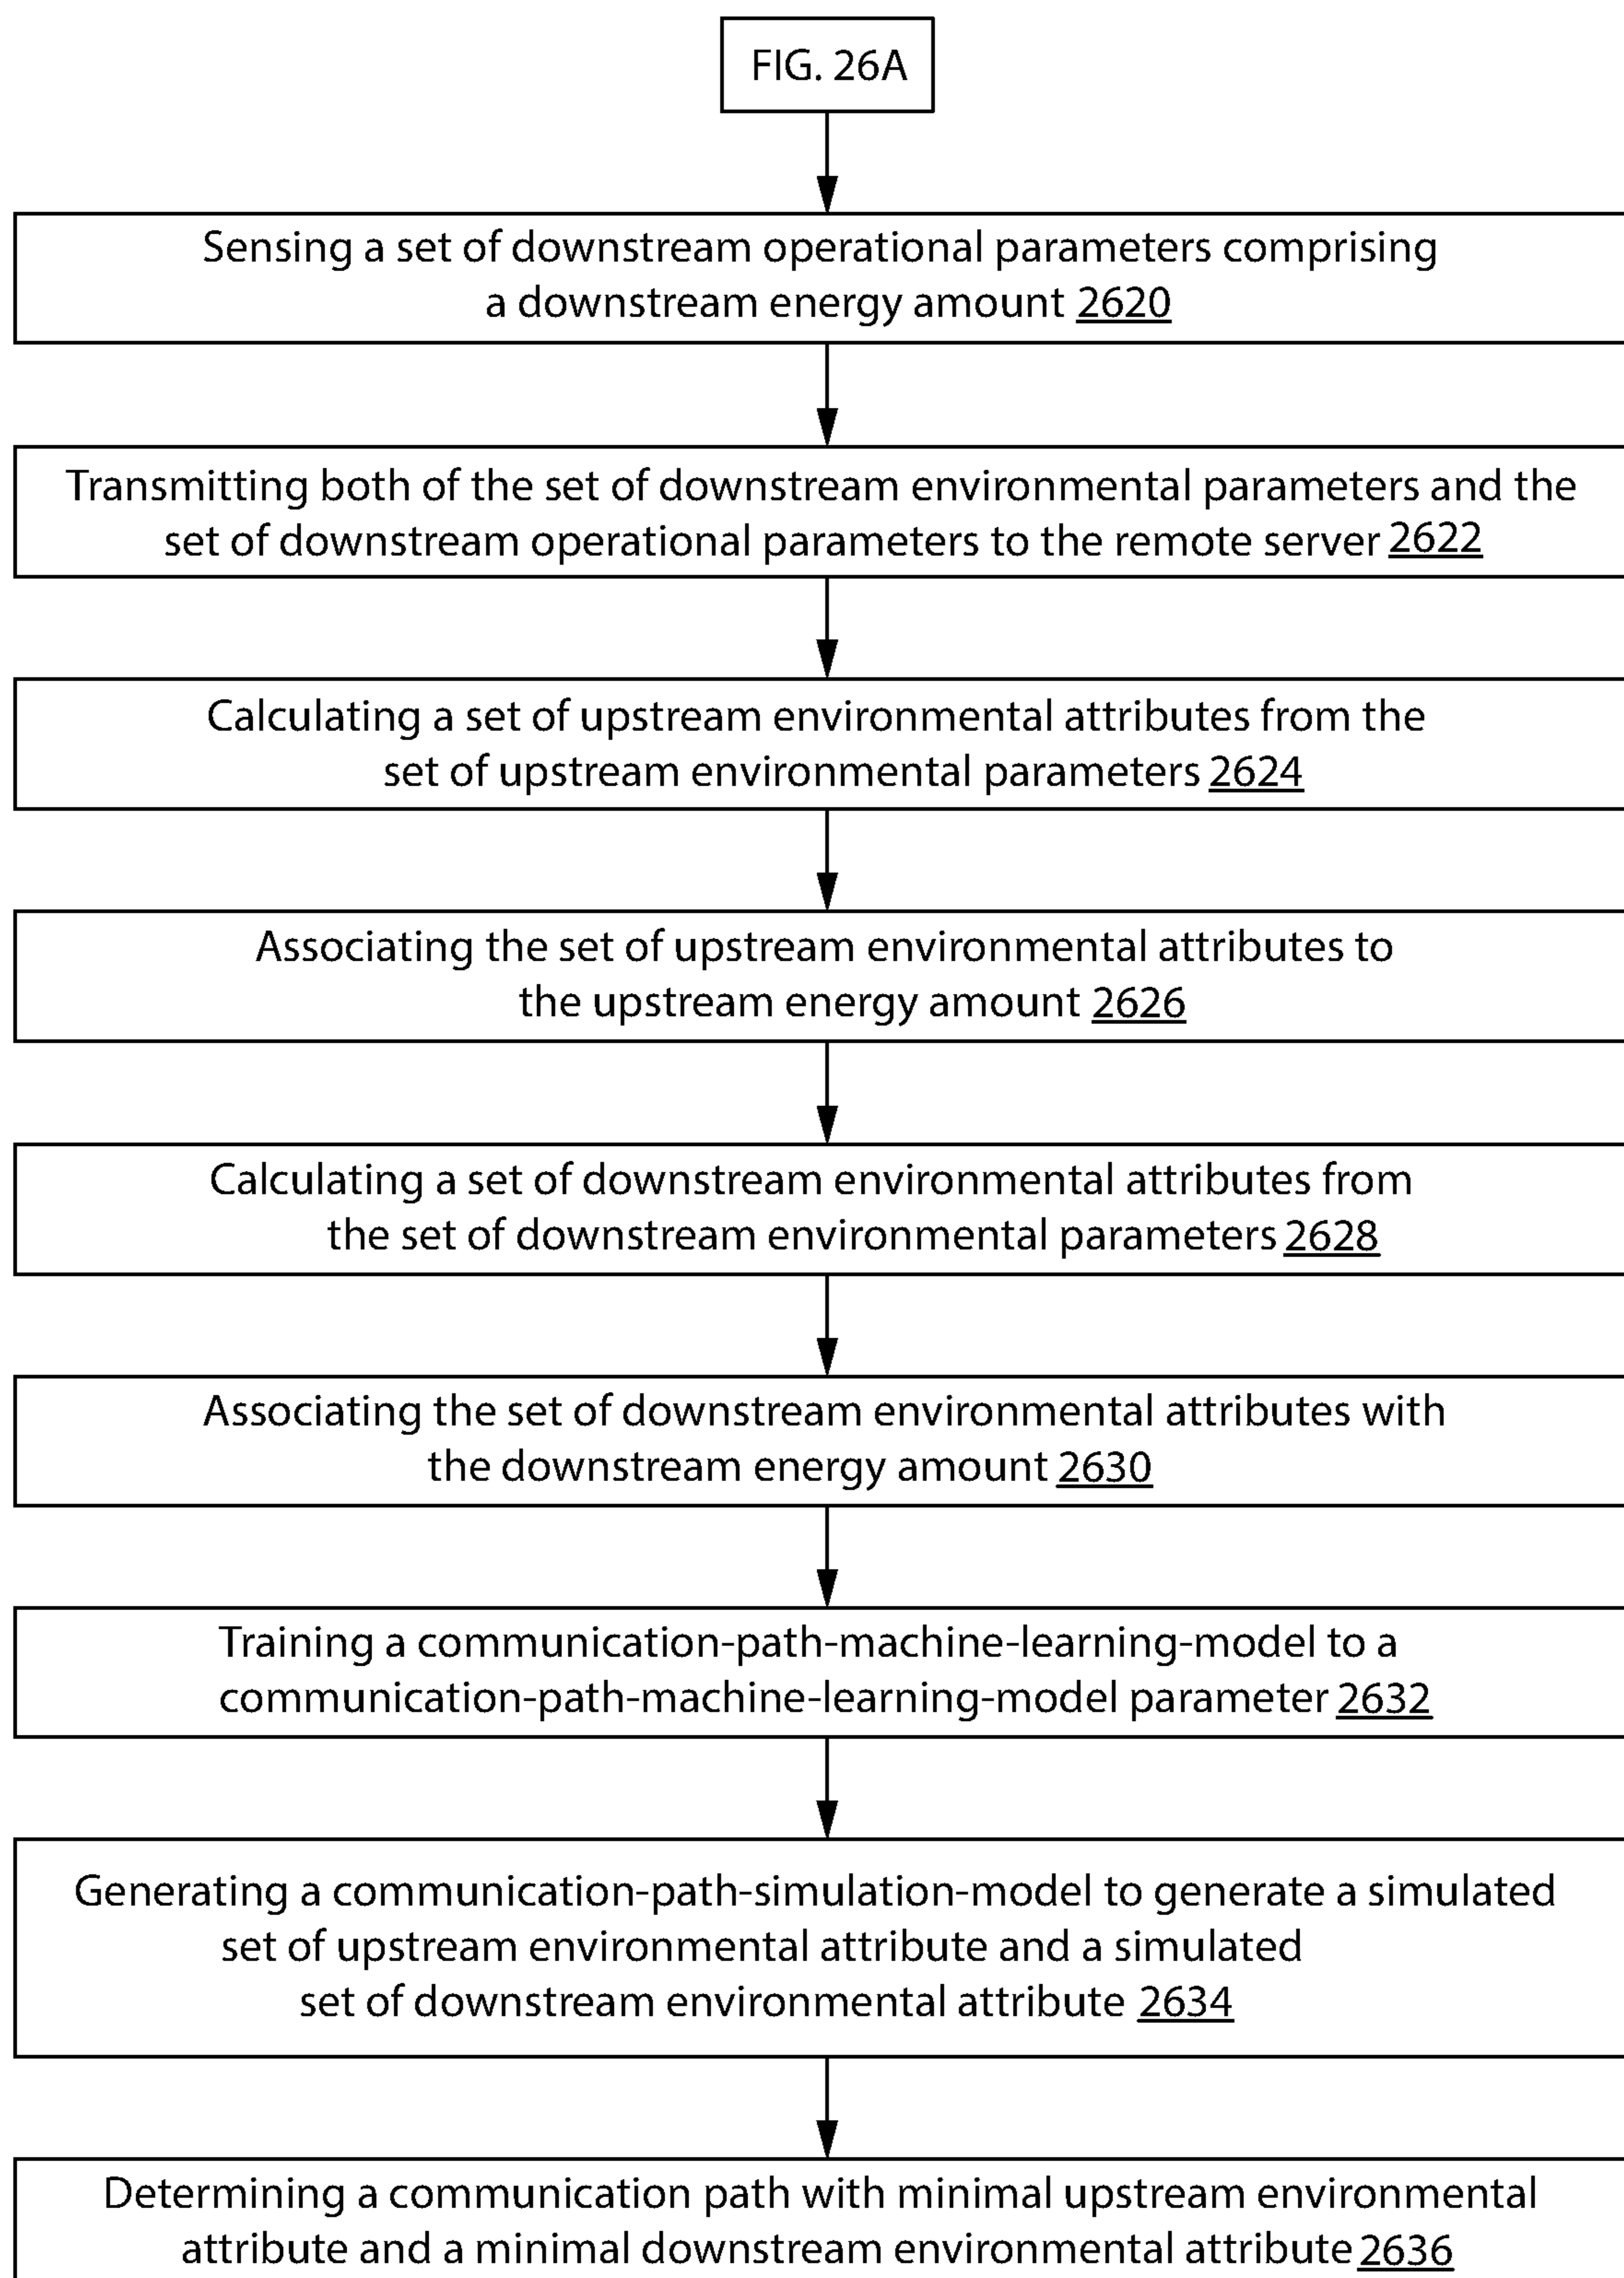 FIG. 26A
Sensing a set of downstream operational parameters comprising
a downstream energy amount 2620
Transmitting both of the set of downstream environmental parameters and the
set of downstream operational parameters to the remote server 2622
Calculating a set of upstream environmental attributes from the
set of upstream environmental parameters 2624
Associating the set of upstream environmental attributes to
the upstream energy amount 2626
Calculating a set of downstream environmental attributes from
the set of downstream environmental parameters 2628
Associating the set of downstream environmental attributes with
the downstream energy amount 2630
Training a communication-path-machine-learning-model to a
communication-path-machine-learning-model parameter 2632
Generating a communication-path-simulation-model to generate a simulated
set of upstream environmental attribute and a simulated
set of downstream environmental attribute 2634
Determining a communication path with minimal upstream environmental
attribute and a minimal downstream environmental attribute 2636